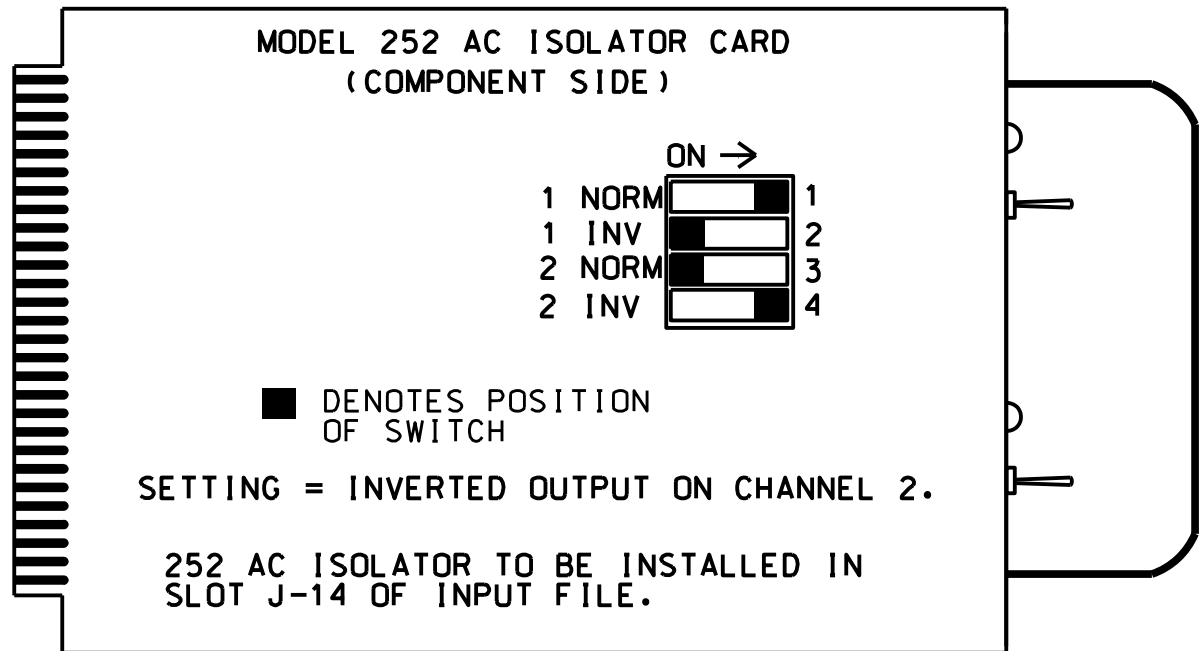 MODEL 252 AC ISOLATOR CARD
(COMPONENT SIDE)
ON →
1 NORM 1
1 INV 2
2 NORM 3
2 INV 4
DENOTES POSITION
OF SWITCH
SETTING = INVERTED OUTPUT ON CHANNEL 2.
252 AC ISOLATOR TO BE INSTALLED IN
SLOT J-14 OF INPUT FILE.